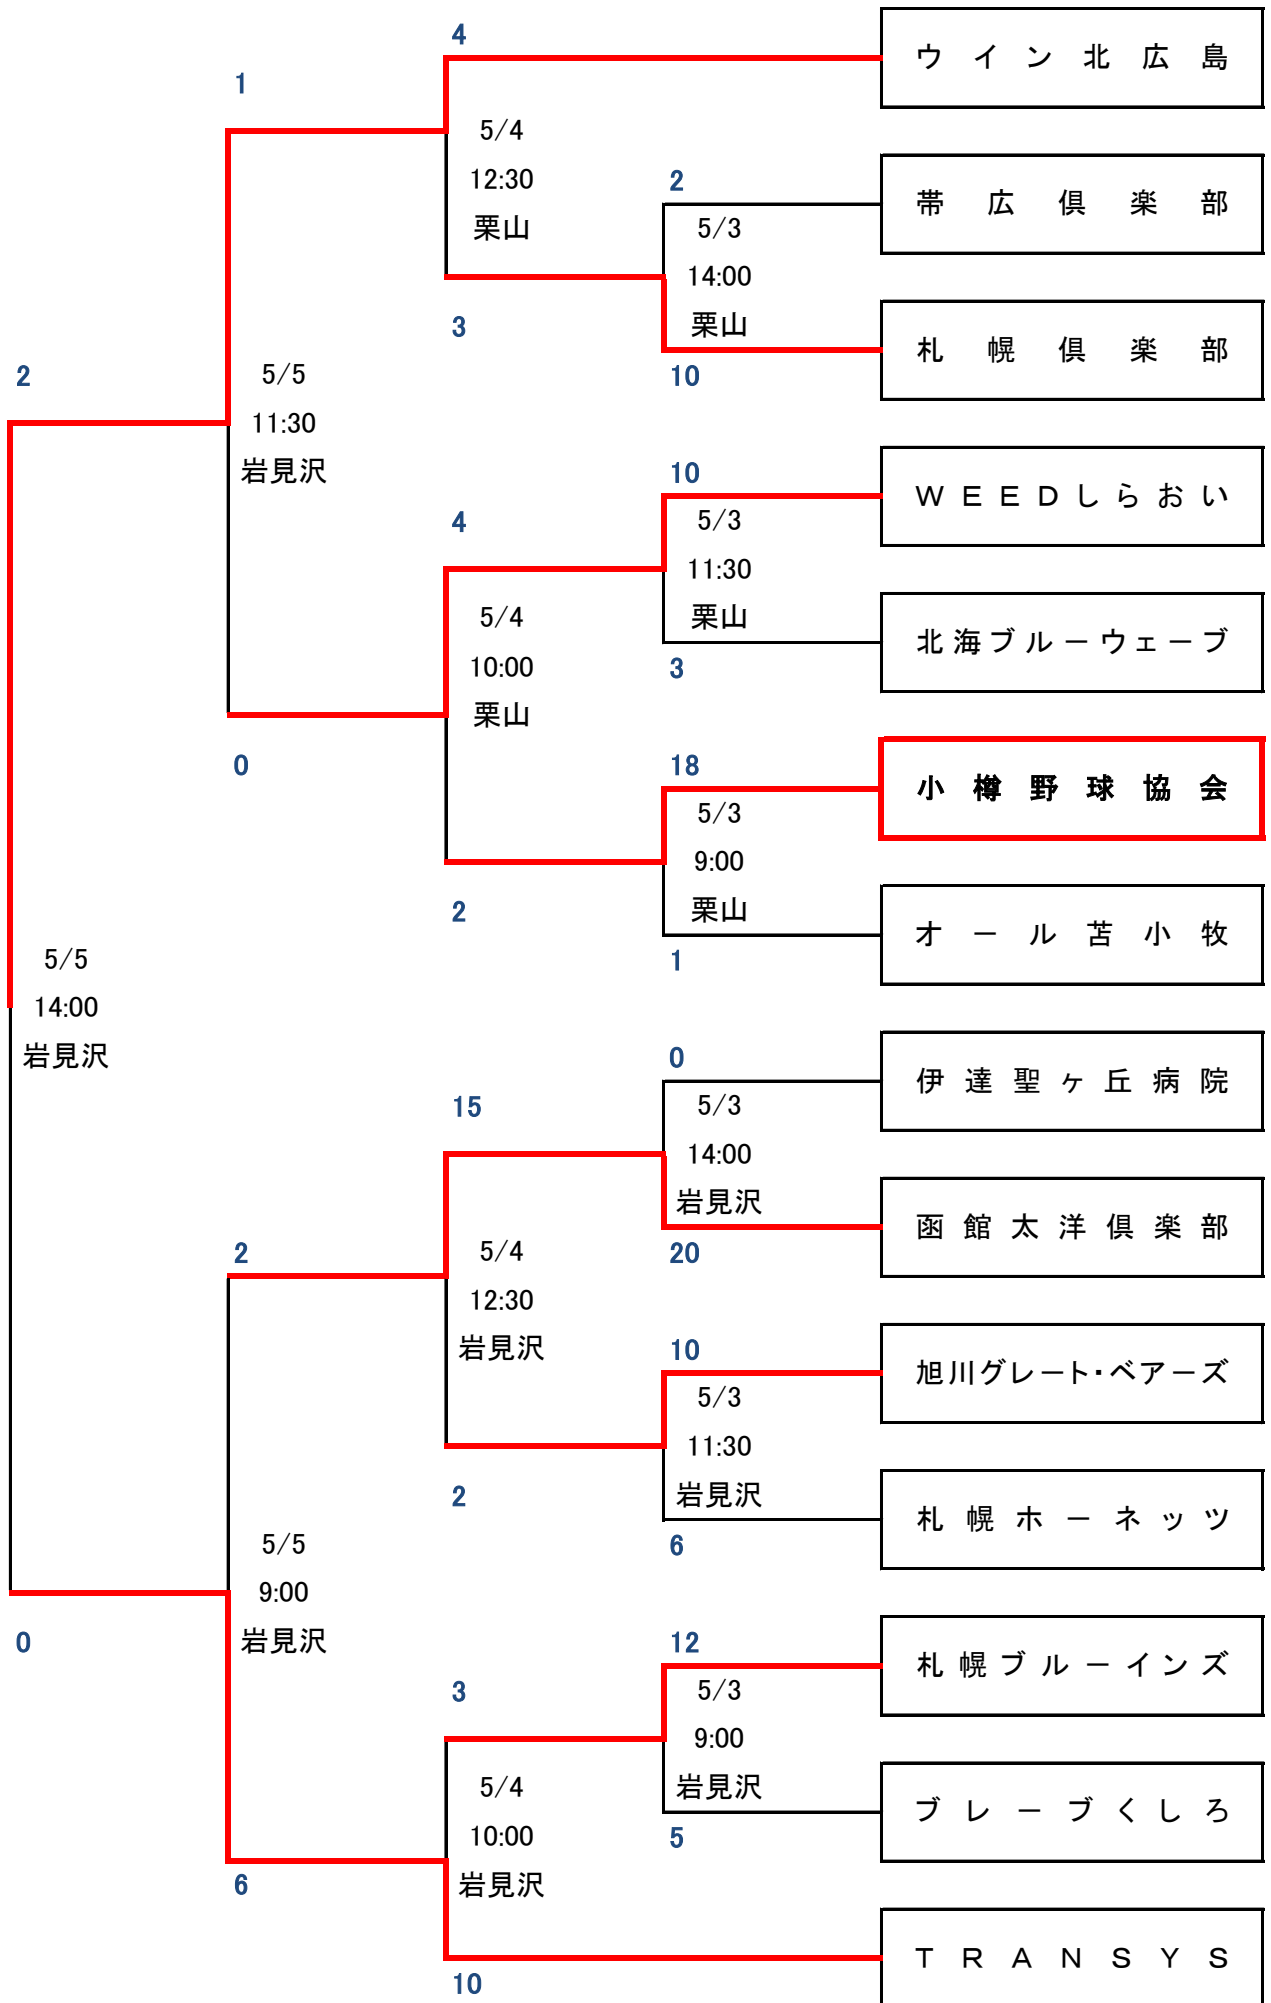 4
ウイン北広島
1
5/4
12:30
栗山
2
帯広倶楽部
5/3
14:00
栗山
3
札幌倶楽部
10
2
5/5
11:30
岩見沢
10
WEEDしらおい
4
5/3
11:30
栗山
5/4
10:00
栗山
北海ブルーウェーブ
3
0
18
小樽野球協会
5/3
9:00
栗山
2
オール苫小牧
1
5/5
14:00
岩見沢
0
伊達聖ヶ丘病院
15
5/3
14:00
岩見沢
函館太洋倶楽部
20
2
5/4
12:30
岩見沢
10
旭川グレート・ベアーズ
5/3
11:30
岩見沢
2
札幌ホーネッツ
6
5/5
9:00
岩見沢
0
12
札幌ブルーインズ
3
5/3
9:00
岩見沢
5/4
10:00
岩見沢
ブレーブくしろ
5
6
TRANSYS
10